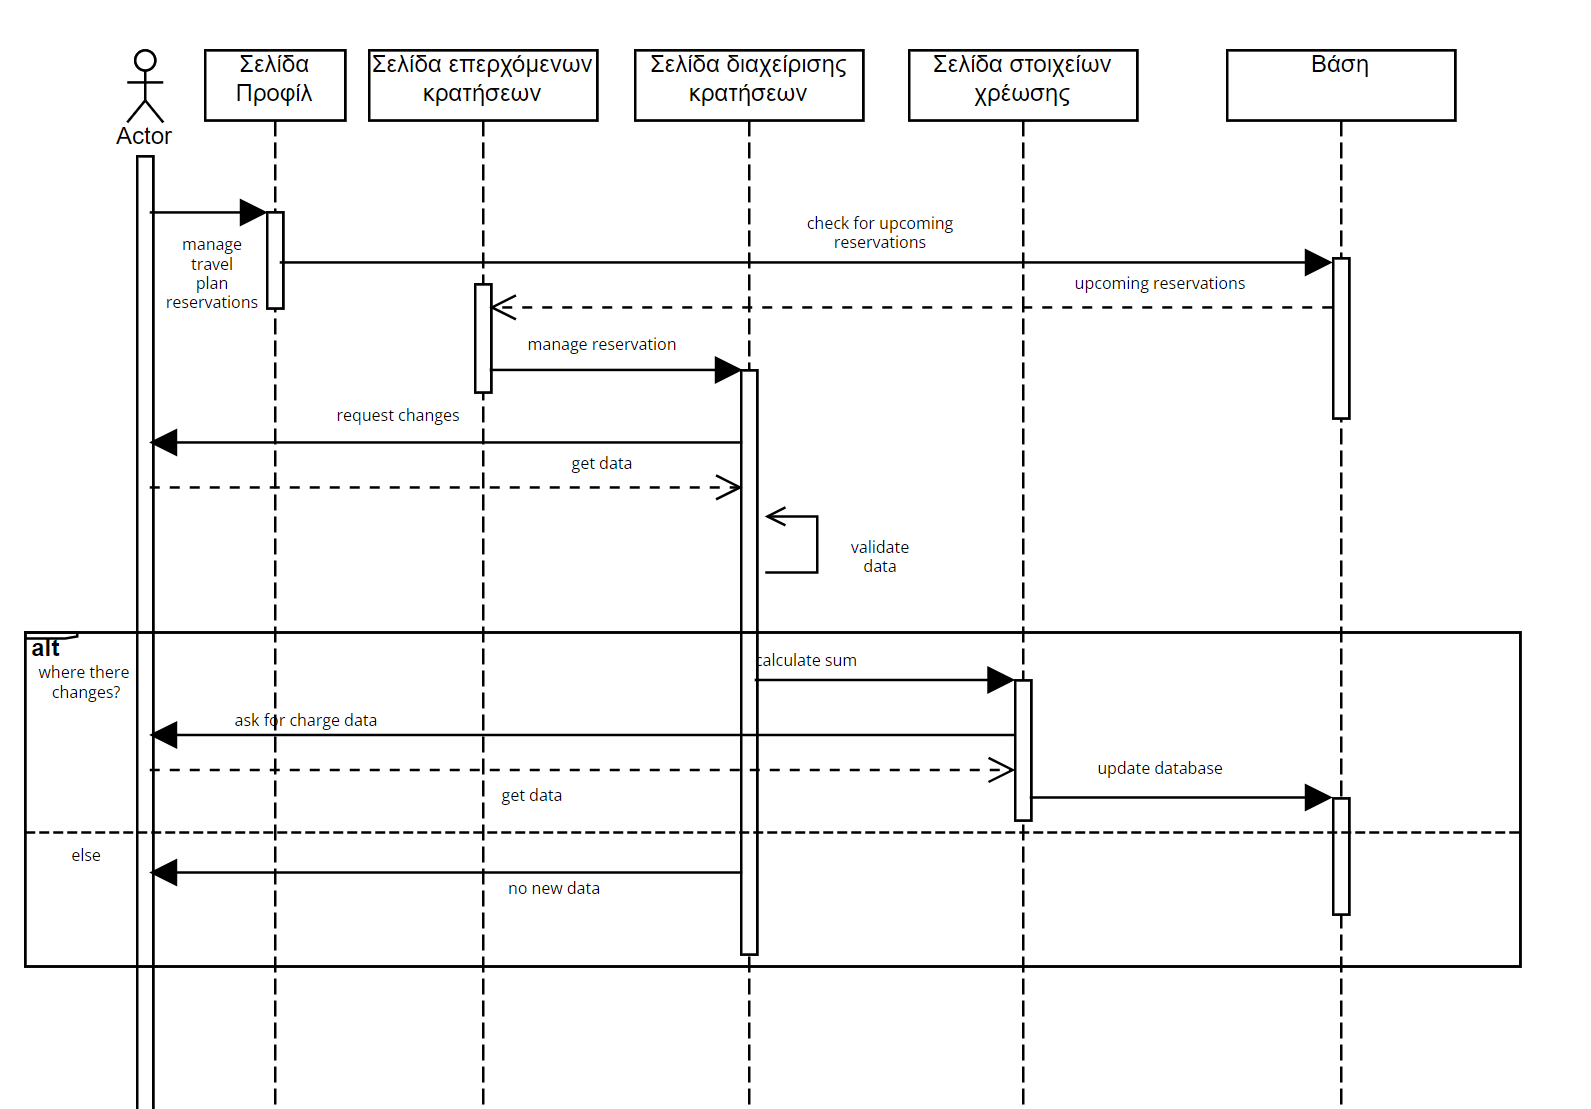 Actor
Σελίδα
Προφίλ
Σελίδα επερχόμενων
κρατήσεων
Σελίδα διαχείρισης
κρατήσεων
Σελίδα στοιχείων
χρέωσης
Βάση
manage
travel
plan
reservations
check for upcoming
reservations
upcoming reservations
manage reservation
request changes
get data
validate
data
alt
where there
changes?
calculate sum
ask for charge data
get data
update database
else
no new data